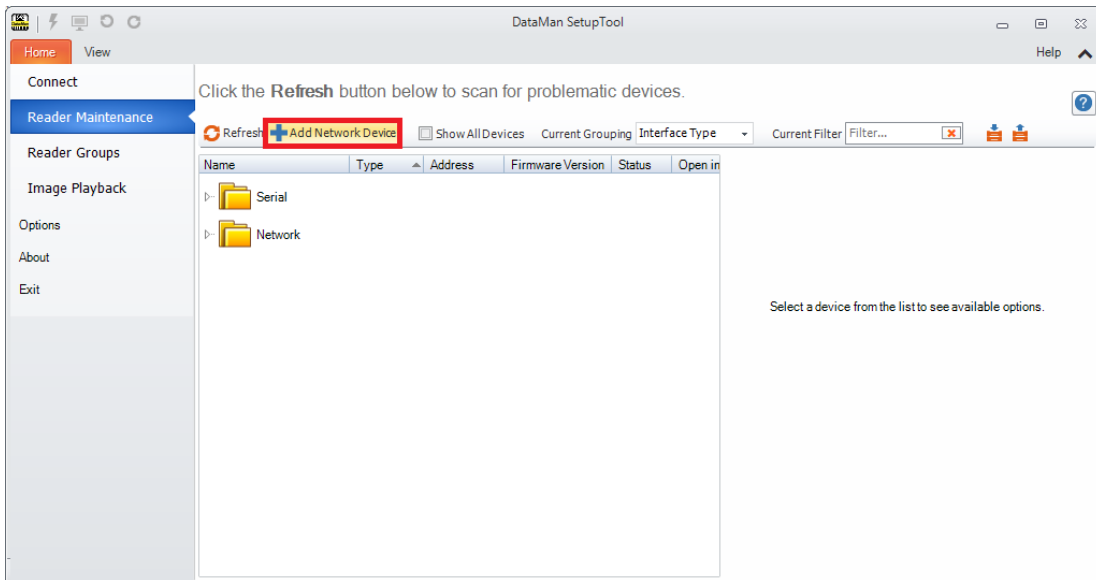 DataMan SetupTool
Home View Help
Connect
Reader Maintenance
Reader Groups
Image Playback
Options
About
Exit
Click the Refresh button below to scan for problematic devices.
Refresh Add Network Device Show All Devices Current Grouping Interface Type Current Filter Filter...
Name Type Address Firmware Version Status Open in
Serial
Network
Select a device from the list to see available options.